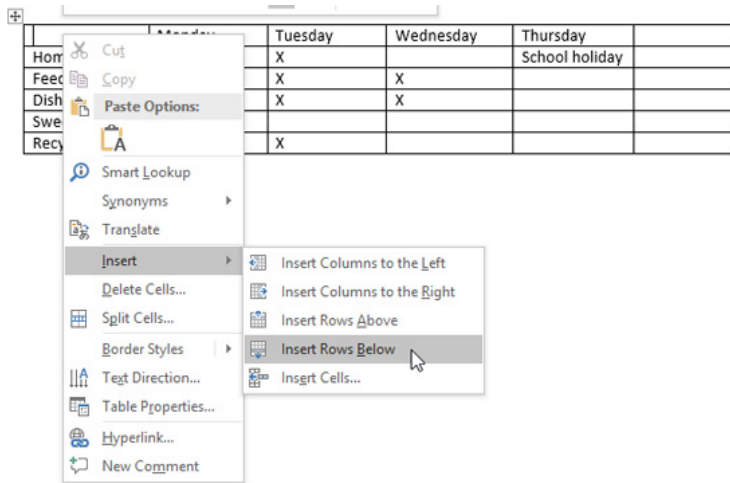 Tuesday Wednesday Thursday
Hom X School holiday
Feed X X
Dish X X
Swe
Recy X
Cut
Copy
Paste Options:
A
Smart Lookup
Synonyms
Translate
Insert
Delete Cells...
Split Cells...
Border Styles
Text Direction...
Table Properties...
Hyperlink...
New Comment
Insert Columns to the Left
Insert Columns to the Right
Insert Rows Above
Insert Rows Below
Insert Cells...